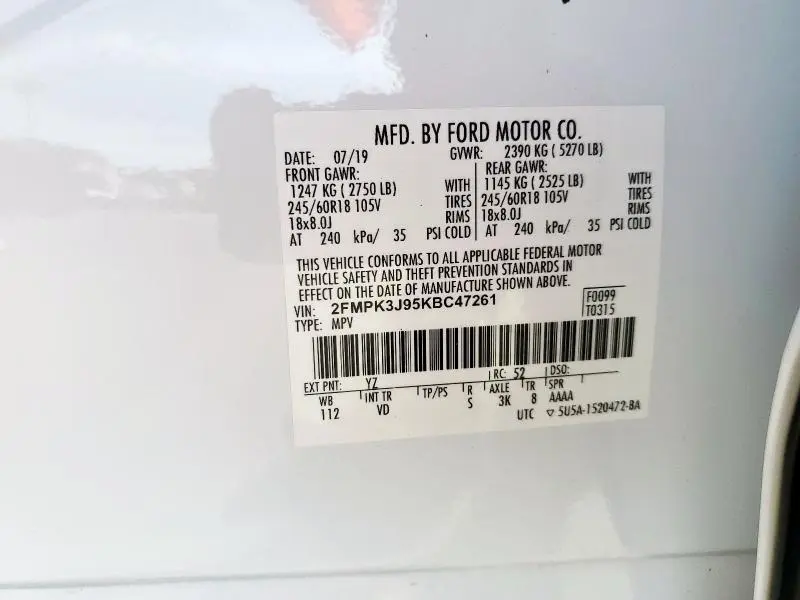 MFD. BY FORD MOTOR CO.
DATE: 07/19 GVWR: 2390 KG ( 5270 LB)
FRONT GAWR: REAR GAWR:
1247 KG ( 2750 LB) WITH 1145 KG ( 2525 LB) WITH
245/60R18 105V TIRES 245/60R18 105V TIRES
18x8.0J RIMS 18x8.0J RIMS
AT 240 kPa/ 35 PSI COLD AT 240 kPa/ 35 PSI COLD
THIS VEHICLE CONFORMS TO ALL APPLICABLE FEDERAL MOTOR
VEHICLE SAFETY AND THEFT PREVENTION STANDARDS IN
EFFECT ON THE DATE OF MANUFACTURE SHOWN ABOVE.
VIN: 2FMPK3J95KBC47261 F0099
TYPE: MPV T0315
EXT PNT: YZ RC: 52 DSO:
WB INT TR TP/PS R AXLE TR SPR
112 VD S 3K 8 AAAA
UTC ▽ 5U5A-1520472-BA